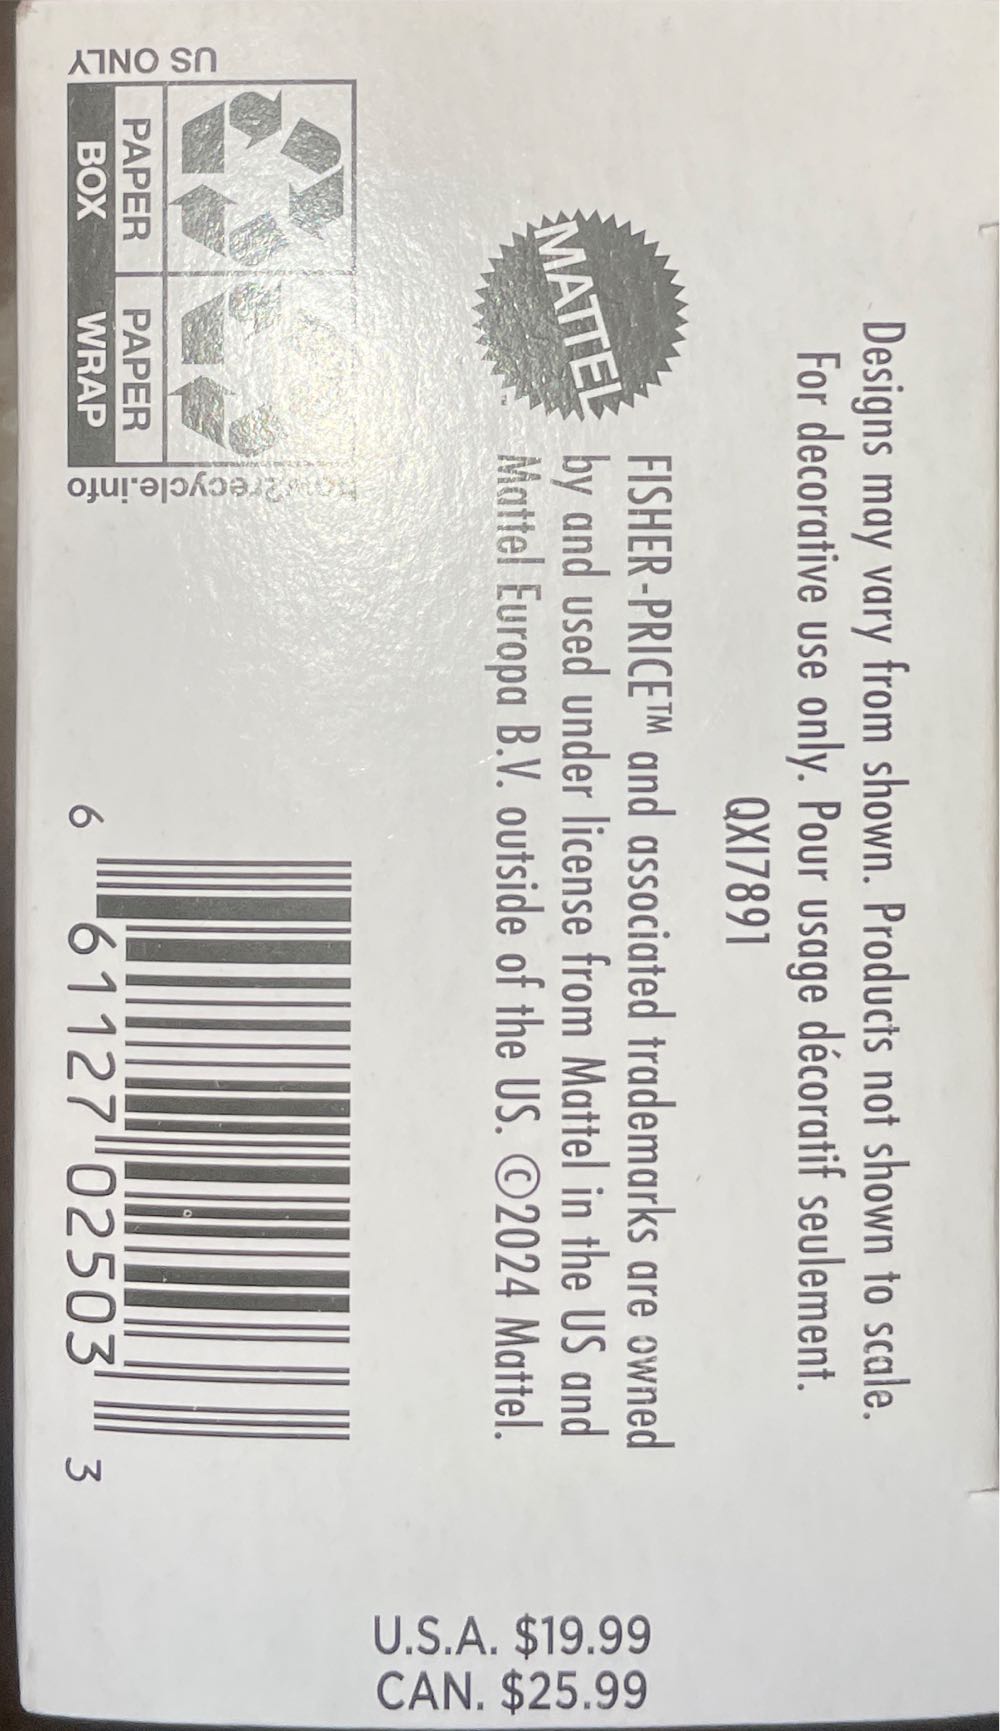 Designs may vary from shown. Products not shown to scale.
For decorative use only. Pour usage décoratif seulement.
QXI7891
MATTEL
™
FISHER-PRICE™ and associated trademarks are owned
by and used under license from Mattel in the US and
Mattel Europa B.V. outside of the US. ©2024 Mattel.
US ONLY
PAPER
BOX
PAPER
WRAP
how2recycle.info
6 61127 02503 3
U.S.A. $19.99
CAN. $25.99